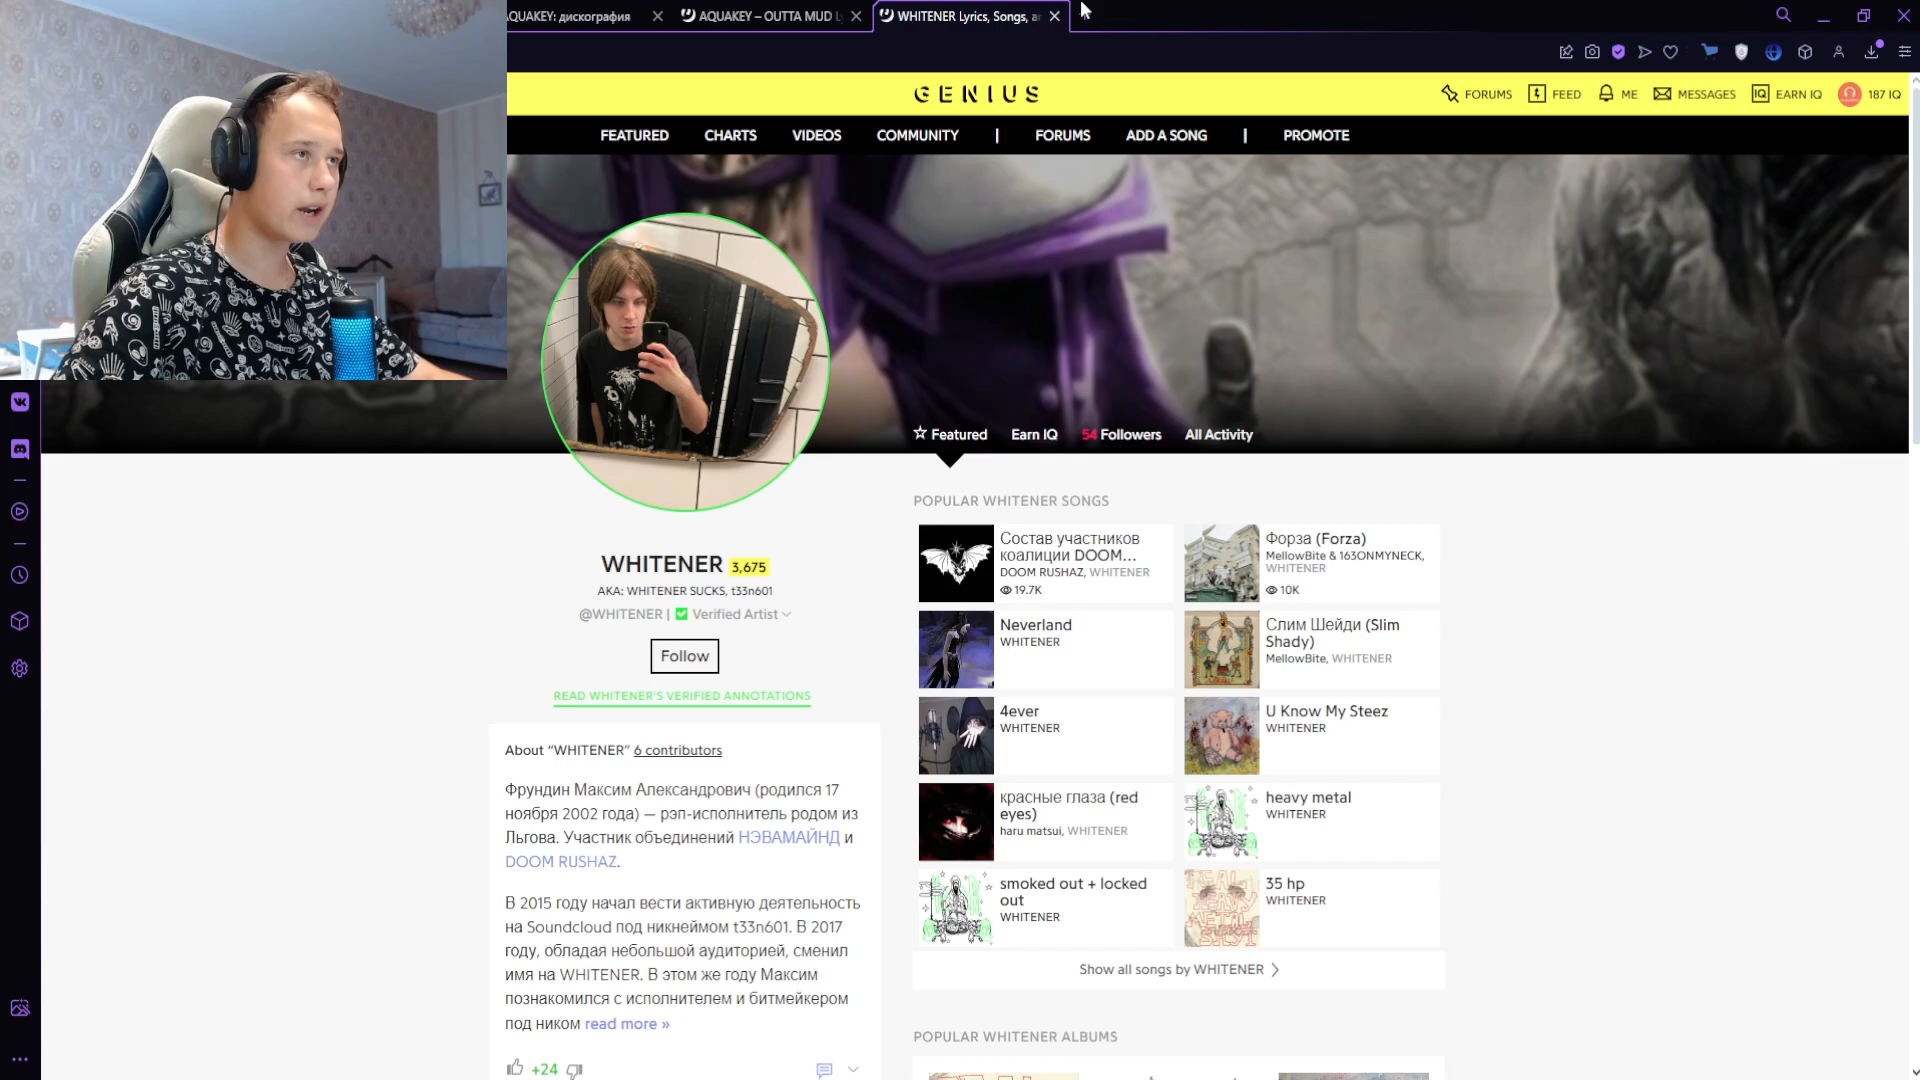 AQUAKEY: дискография
AQUAKEY – OUTTA MUD
WHITENER Lyrics, Songs,
GENIUS
FORUMS
FEED
ME
MESSAGES
IQ
EARN IQ
187 IQ
FEATURED
CHARTS
VIDEOS
COMMUNITY
|
FORUMS
ADD A SONG
|
PROMOTE
Featured
Earn IQ
54 Followers
All Activity
WHITENER 3,675
AKA: WHITENER SUCKS, t33n601
@WHITENER | Verified Artist
Follow
READ WHITENER'S VERIFIED ANNOTATIONS
About “WHITENER” 6 contributors
Фрундин Максим Александрович (родился 17
ноября 2002 года) — рэп-исполнитель родом из
Льгова. Участник объединений НЭВАМАЙНД и
DOOM RUSHAZ.
В 2015 году начал вести активную деятельность
на Soundcloud под никнеймом t33n601. В 2017
году, обладая небольшой аудиторией, сменил
имя на WHITENER. В этом же году Максим
познакомился с исполнителем и битмейкером
под ником read more »
+24
POPULAR WHITENER SONGS
Состав участников
коалиции DOOM...
DOOM RUSHAZ, WHITENER
19.7K
Форза (Forza)
MellowBite & 163ONMYNECK,
WHITENER
10K
Neverland
WHITENER
Слим Шейди (Slim
Shady)
MellowBite, WHITENER
4ever
WHITENER
U Know My Steez
WHITENER
красные глаза (red
eyes)
haru matsui, WHITENER
heavy metal
WHITENER
smoked out + locked
out
WHITENER
35 hp
WHITENER
Show all songs by WHITENER
POPULAR WHITENER ALBUMS